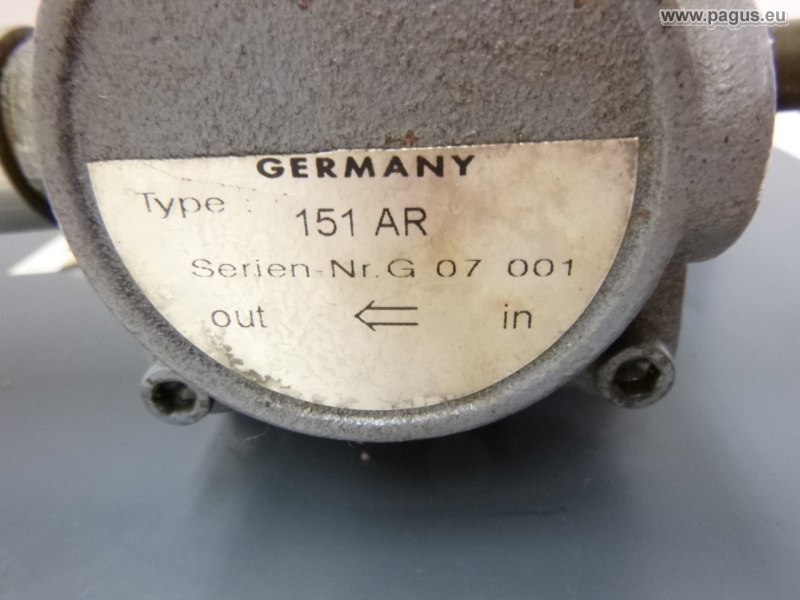 www.pagus.eu
GERMANY
Type :
151 AR
Serien-Nr. G 07 001
out ⇐ in